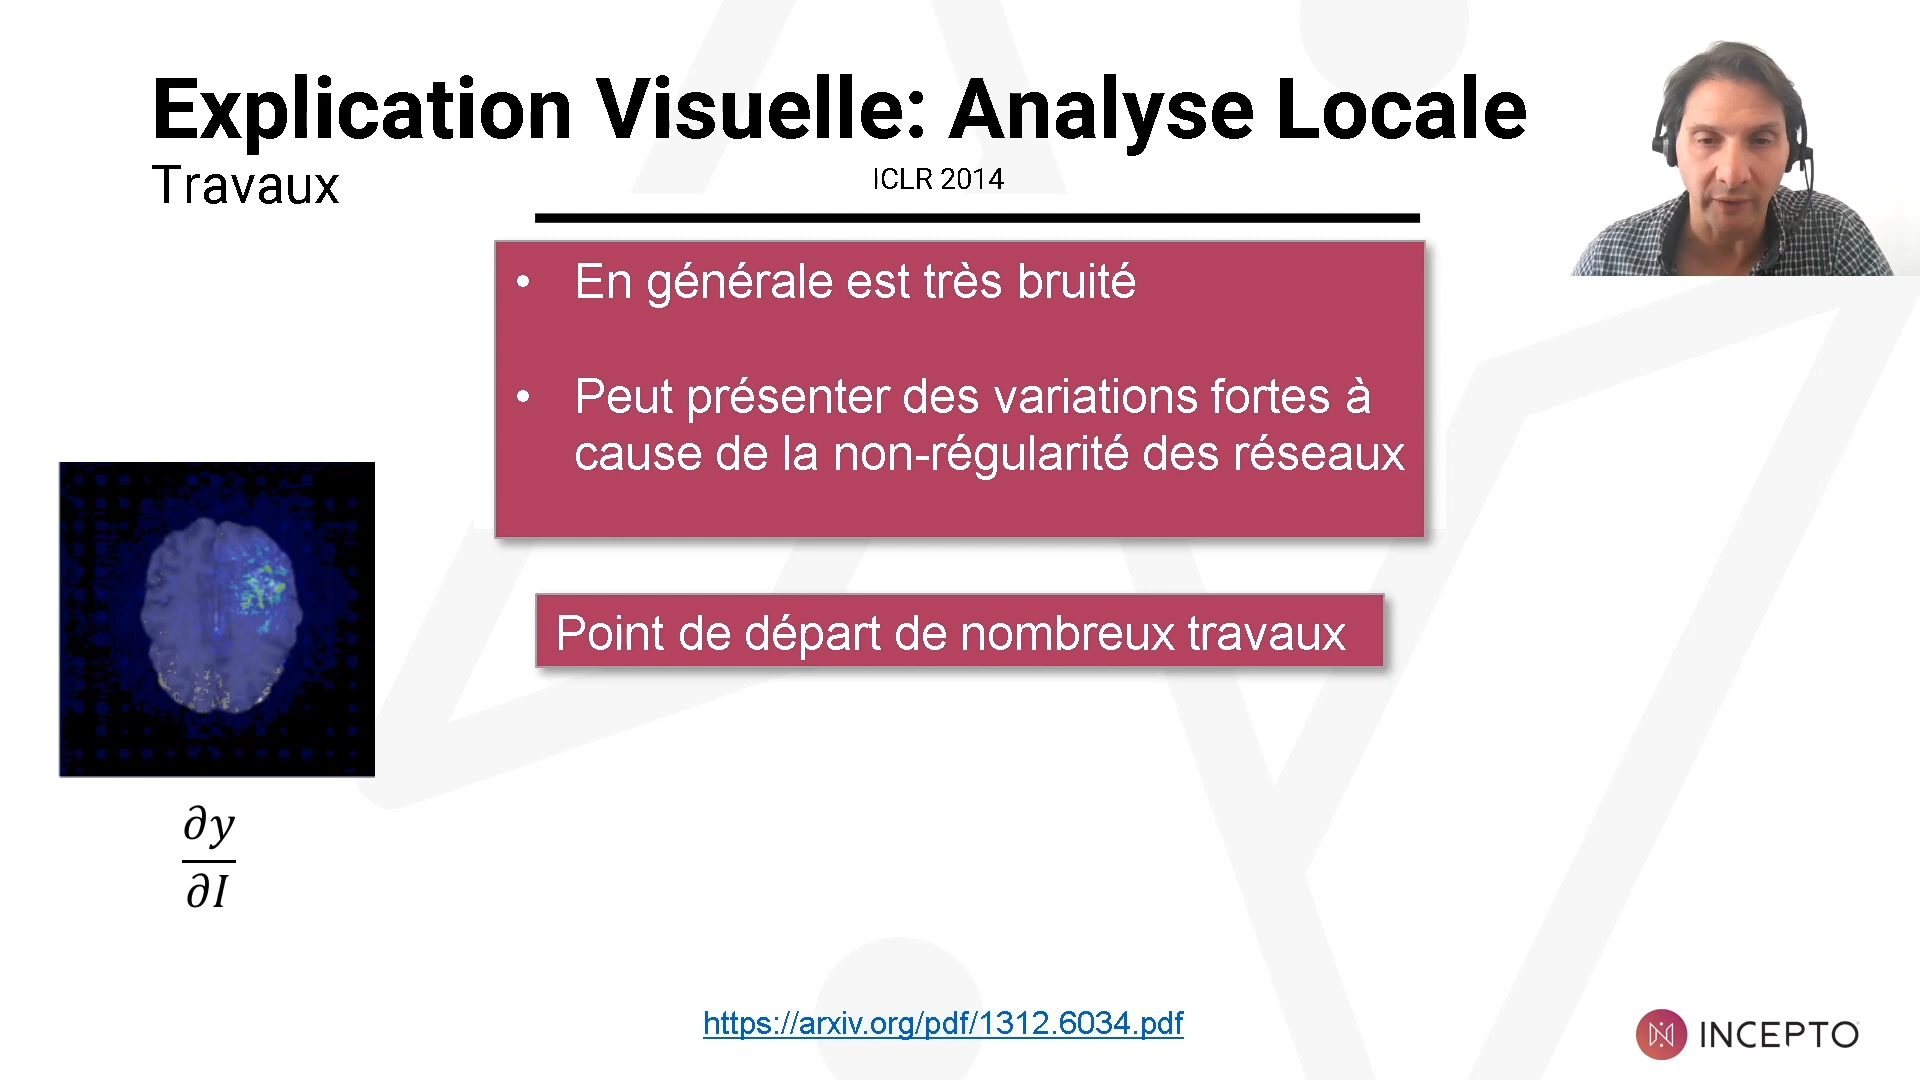 Explication Visuelle: Analyse Locale
Travaux
ICLR 2014
• En générale est très bruité
• Peut présenter des variations fortes à
cause de la non-régularité des réseaux
Point de départ de nombreux travaux
∂y
∂I
https://arxiv.org/pdf/1312.6034.pdf
INCEPTO